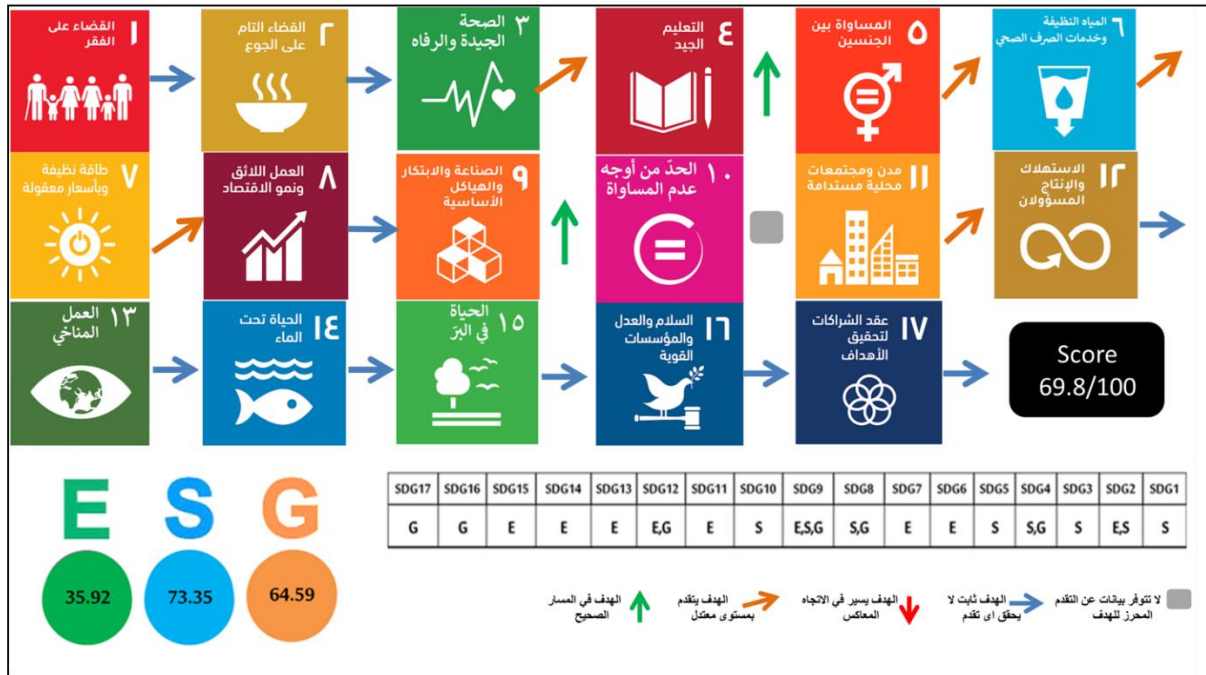 ١ القضاء على
الفقر
٢ القضاء التام
على الجوع
٣ الصحة
الجيدة والرفاه
٤ التعليم
الجيد
٥ المساواة بين
الجنسين
٦ المياه النظيفة
وخدمات الصرف الصحي
٧ طاقة نظيفة
وبأسعار معقولة
٨ العمل اللائق
ونمو الاقتصاد
٩ الصناعة والابتكار
والهياكل
الأساسية
١٠ الحدّ من أوجه
عدم المساواة
١١ مدن ومجتمعات
محلية مستدامة
١٢ الاستهلاك
والإنتاج
المسؤولان
١٣ العمل
المناخي
١٤ الحياة تحت
الماء
١٥ الحياة
في البرّ
١٦ السلام والعدل
والمؤسسات
القوية
١٧ عقد الشراكات
لتحقيق
الأهداف
Score
69.8/100
E S G
35.92 73.35 64.59
SDG17 SDG16 SDG15 SDG14 SDG13 SDG12 SDG11 SDG10 SDG9 SDG8 SDG7 SDG6 SDG5 SDG4 SDG3 SDG2 SDG1
G G E E E E,G E S E,S,G S,G E E S S,G S E,S S
لا تتوفر بيانات عن التقدم
المحرز للهدف
الهدف ثابت لا
يحقق اى تقدم
الهدف يسير في الاتجاه
المعاكس
الهدف يتقدم
بمستوى معتدل
الهدف في المسار
الصحيح